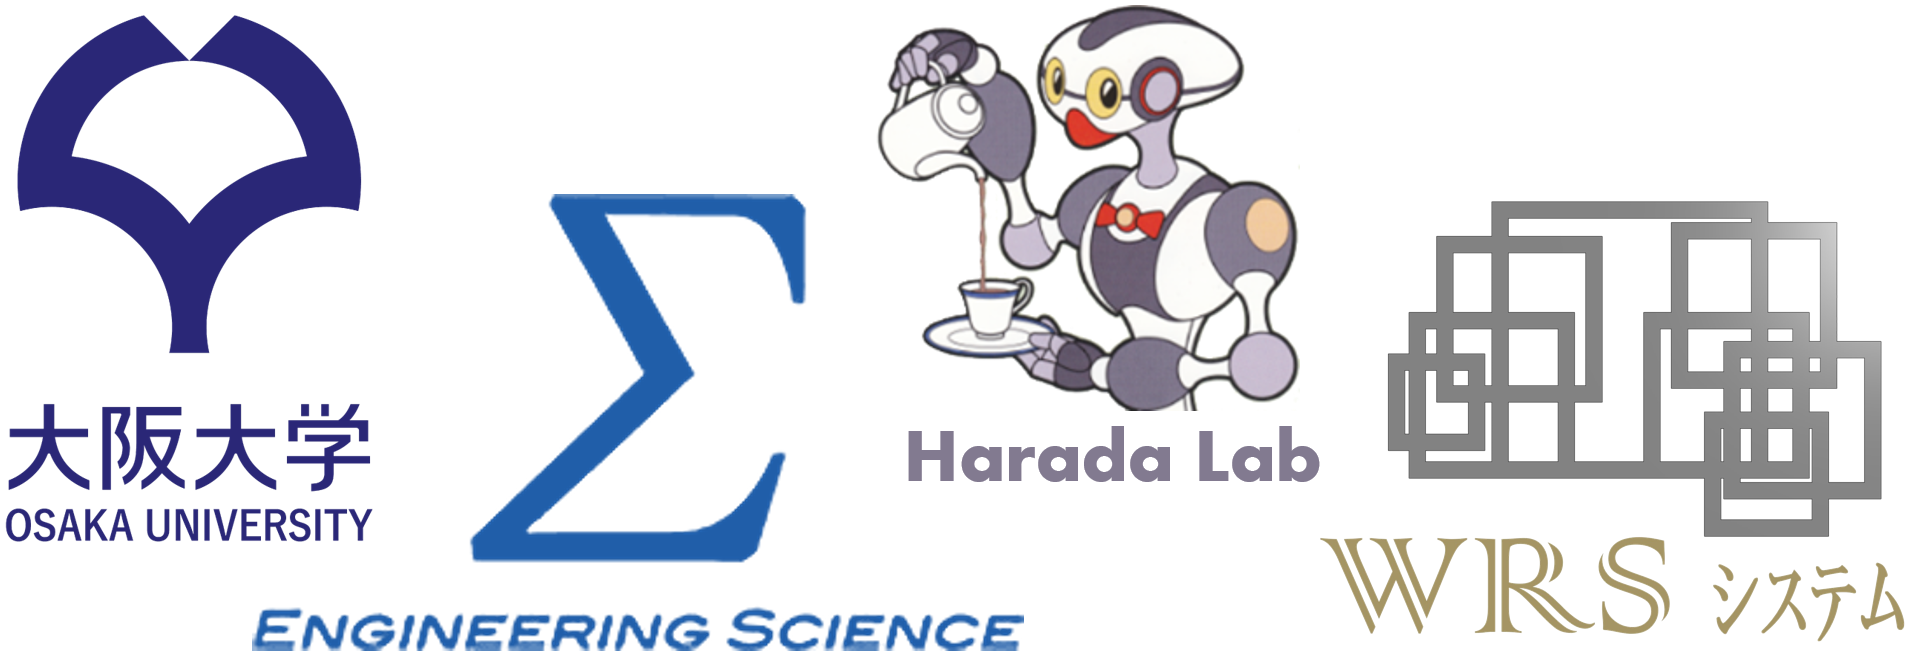 大阪大学
OSAKA UNIVERSITY
Σ
ENGINEERING SCIENCE
Harada Lab
WRS システム